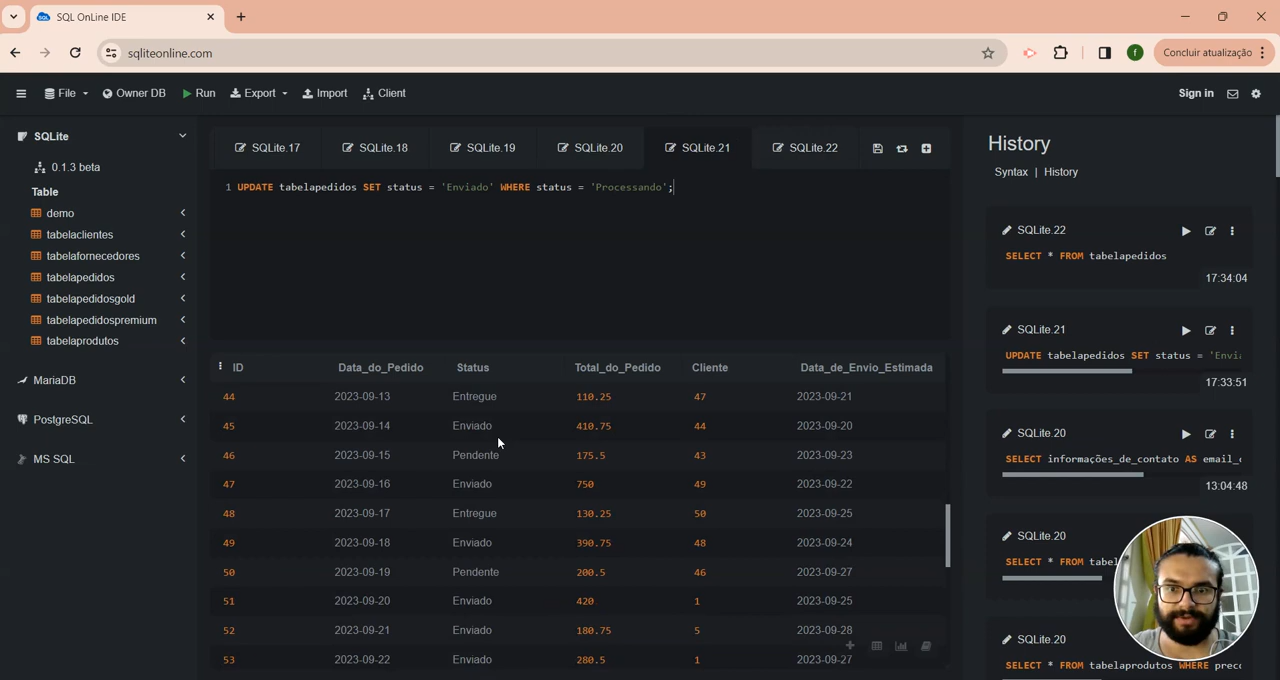 SQL OnLine IDE
sqliteonline.com
f
Concluir atualização
File
Owner DB
Run
Export
Import
Client
Sign in
SQLite
0.1.3 beta
Table
demo
tabelaclientes
tabelafornecedores
tabelapedidos
tabelapedidosgold
tabelapedidospremium
tabelaprodutos
MariaDB
PostgreSQL
MS SQL
SQLite.17 SQLite.18 SQLite.19 SQLite.20 SQLite.21 SQLite.22
1 UPDATE tabelapedidos SET status = 'Enviado' WHERE status = 'Processando';
ID Data_do_Pedido Status Total_do_Pedido Cliente Data_de_Envio_Estimada
44 2023-09-13 Entregue 110.25 47 2023-09-21
45 2023-09-14 Enviado 410.75 44 2023-09-20
46 2023-09-15 Pendente 175.5 43 2023-09-23
47 2023-09-16 Enviado 750 49 2023-09-22
48 2023-09-17 Entregue 130.25 50 2023-09-25
49 2023-09-18 Enviado 390.75 48 2023-09-24
50 2023-09-19 Pendente 200.5 46 2023-09-27
51 2023-09-20 Enviado 420 1 2023-09-25
52 2023-09-21 Enviado 180.75 5 2023-09-28
53 2023-09-22 Enviado 280.5 1 2023-09-27
History
Syntax | History
SQLite.22
SELECT * FROM tabelapedidos
17:34:04
SQLite.21
UPDATE tabelapedidos SET status = 'Envia
17:33:51
SQLite.20
SELECT informações_de_contato AS email_c
13:04:48
SQLite.20
SELECT * FROM tabel
SQLite.20
SELECT * FROM tabelaprodutos WHERE prec